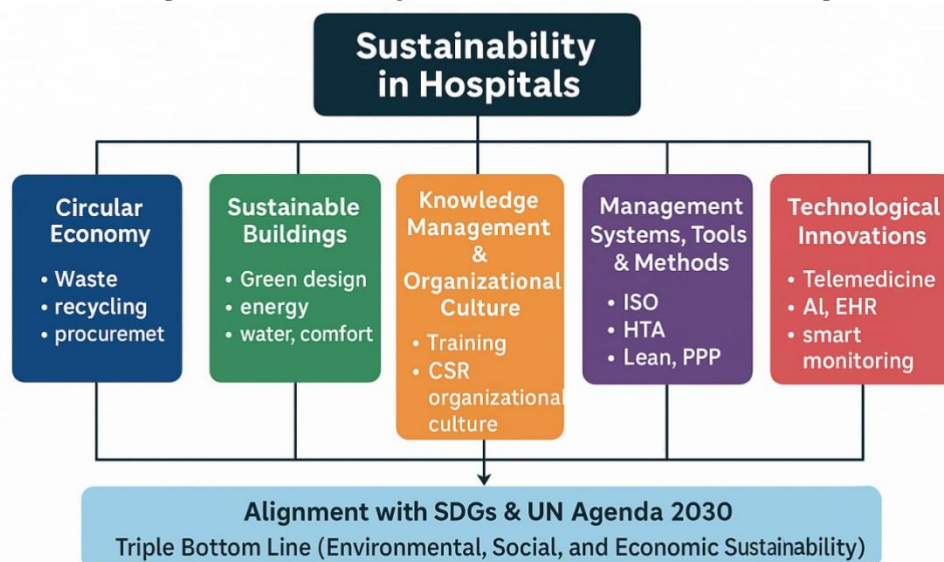 Sustainability
in Hospitals
Circular
Economy
• Waste
• recycling
• procuremet
Sustainable
Buildings
• Green design
• energy
• water, comfort
Knowledge
Management
&
Organizational
Culture
• Training
• CSR
organizational
culture
Management
Systems, Tools
& Methods
• ISO
• HTA
• Lean, PPP
Technological
Innovations
• Telemedicine
• AI, EHR
• smart
monitoring
Alignment with SDGs & UN Agenda 2030
Triple Bottom Line (Environmental, Social, and Economic Sustainability)